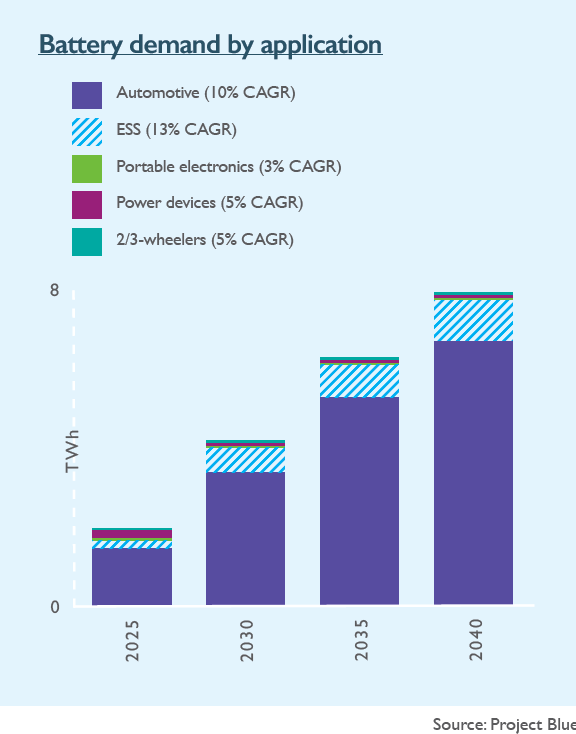 Battery demand by application
Automotive (10% CAGR)
ESS (13% CAGR)
Portable electronics (3% CAGR)
Power devices (5% CAGR)
2/3-wheelers (5% CAGR)
8
TWh
0
2025
2030
2035
2040
Source: Project Blue